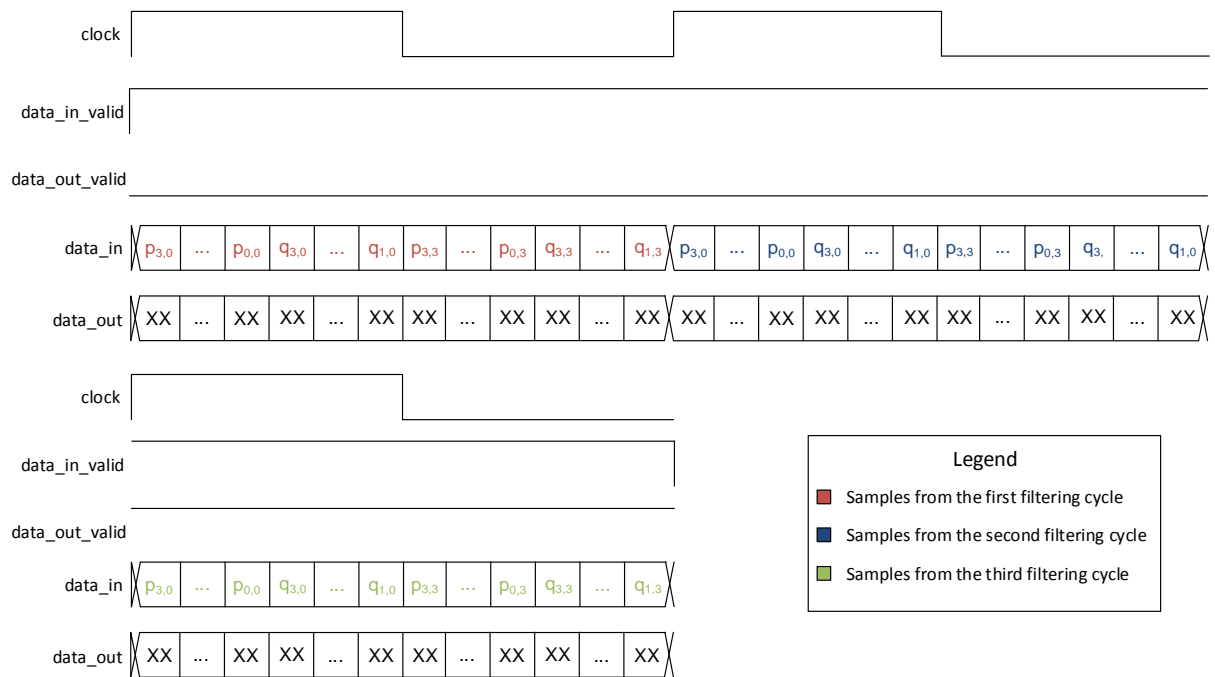 clock
data_in_valid
data_out_valid
data_in p3,0 ... p0,0 q3,0 ... q1,0 p3,3 ... p0,3 q3,3 ... q1,3 p3,0 ... p0,0 q3,0 ... q1,0 p3,3 ... p0,3 q3, ... q1,0
data_out XX ... XX XX ... XX XX ... XX XX ... XX XX ... XX XX ... XX XX ... XX XX ... XX
clock
data_in_valid
data_out_valid
data_in p3,0 ... p0,0 q3,0 ... q1,0 p3,3 ... p0,3 q3,3 ... q1,3
data_out XX ... XX XX ... XX XX ... XX XX ... XX
Legend
Samples from the first filtering cycle
Samples from the second filtering cycle
Samples from the third filtering cycle